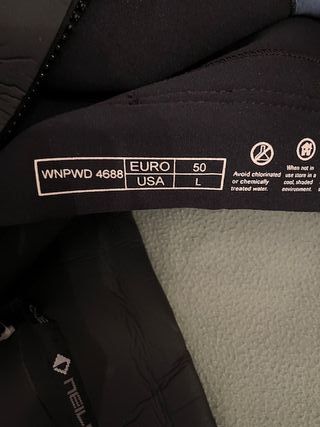 WNPWD 4688
EURO 50
USA L
Avoid chlorinated
or chemically
treated water.
When not in
use store in a
cool, shaded
environment.
NEIL